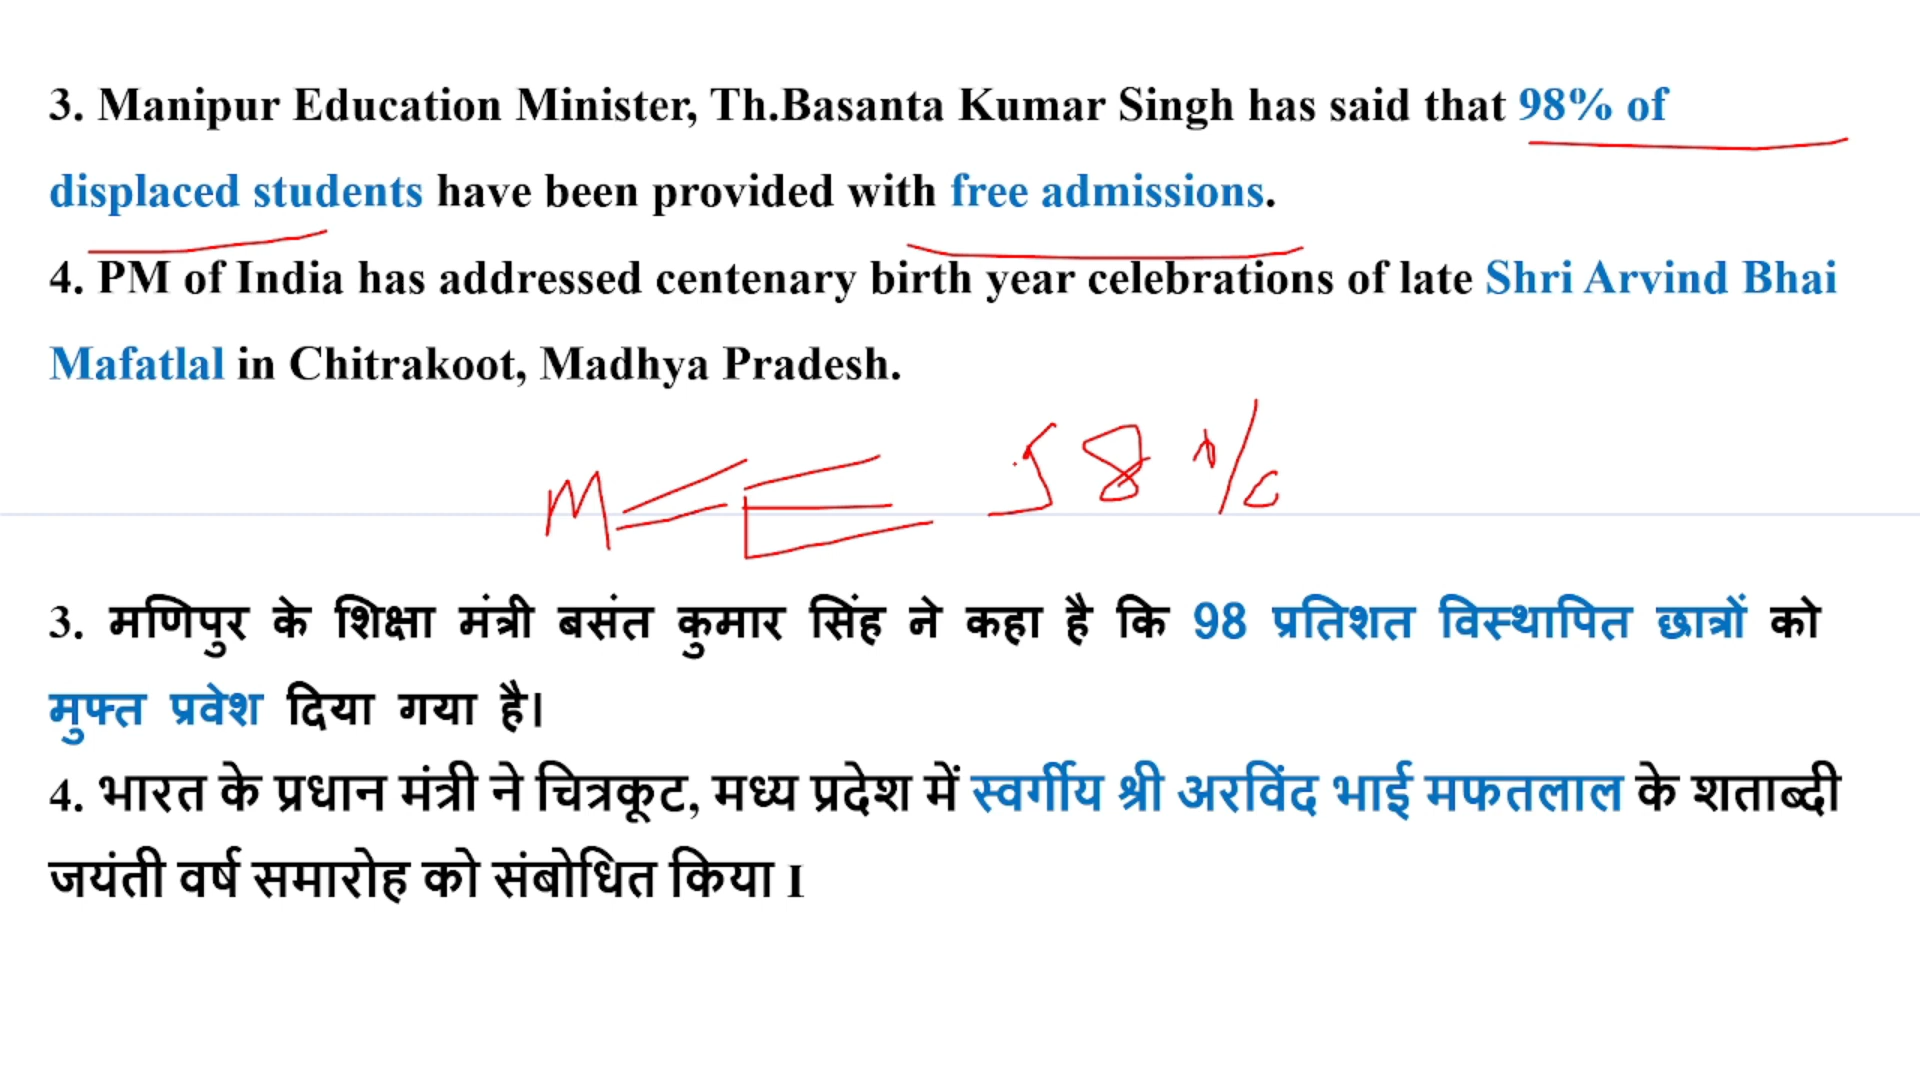 3. Manipur Education Minister, Th.Basanta Kumar Singh has said that 98% of
displaced students have been provided with free admissions.
4. PM of India has addressed centenary birth year celebrations of late Shri Arvind Bhai
Mafatlal in Chitrakoot, Madhya Pradesh.
3. मणिपुर के शिक्षा मंत्री बसंत कुमार सिंह ने कहा है कि 98 प्रतिशत विस्थापित छात्रों को
मुफ्त प्रवेश दिया गया है।
4. भारत के प्रधान मंत्री ने चित्रकूट, मध्य प्रदेश में स्वर्गीय श्री अरविंद भाई मफतलाल के शताब्दी
जयंती वर्ष समारोह को संबोधित किया I